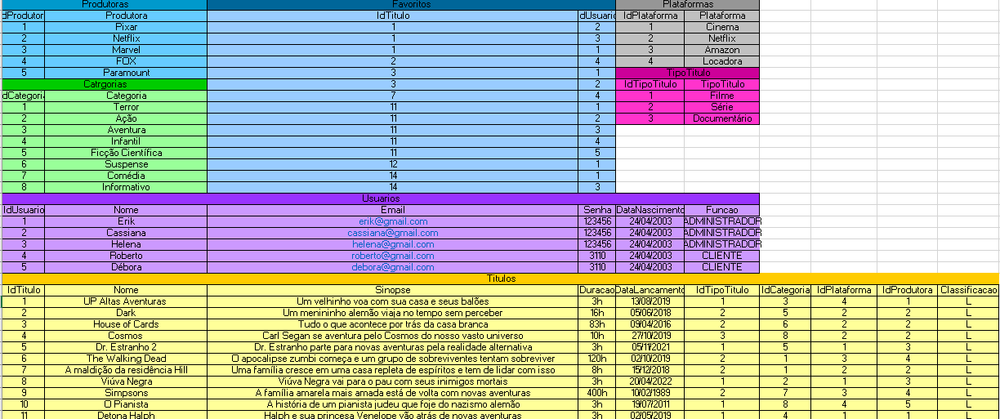 Produtoras Favoritos Plataformas
dProdutor Produtora IdTitulo dUsuario IdPlataforma Plataforma
1 Pixar 1 2 1 Cinema
2 Netflix 1 3 2 Netflix
3 Marvel 1 1 3 Amazon
4 FOX 2 4 4 Locadora
5 Paramount 3 1 TipoTitulo
Catrgorias 3 2 IdTipoTitulo TipoTitulo
dCategoria Categoria 7 4 1 Filme
1 Terror 11 1 2 Série
2 Ação 11 2 3 Documentário
3 Aventura 11 3
4 Infantil 11 4
5 Ficção Científica 11 5
6 Suspense 12 1
7 Comédia 14 1
8 Informativo 14 3
Usuarios
IdUsuario Nome Email Senha DataNascimento Funcao
1 Erik erik@gmail.com 123456 24/04/2003 ADMINISTRADOR
2 Cassiana cassiana@gmail.com 123456 24/04/2003 ADMINISTRADOR
3 Helena helena@gmail.com 123456 24/04/2003 ADMINISTRADOR
4 Roberto roberto@gmail.com 3110 24/04/2003 CLIENTE
5 Débora debora@gmail.com 3110 24/04/2003 CLIENTE
Titulos
IdTitulo Nome Sinopse Duracao DataLancamento IdTipoTitulo IdCategoria IdPlataforma IdProdutora Classificacao
1 UP Altas Aventuras Um velhinho voa com sua casa e seus balões 3h 13/08/2019 1 3 4 1 L
2 Dark Um menininho alemão viaja no tempo sem perceber 16h 05/06/2018 2 5 2 2 L
3 House of Cards Tudo o que acontece por trás da casa branca 83h 09/04/2016 2 6 2 2 L
4 Cosmos Carl Segan se aventura pelo Cosmos do nosso vasto universo 10h 27/10/2019 3 8 2 2 L
5 Dr. Estranho 2 Dr. Estranho parte para novas aventuras pela realidade alternativa 3h 05/11/2021 1 5 1 3 L
6 The Walking Dead O apocalipse zumbi começa e um grupo de sobreviventes tentam sobreviver 120h 02/10/2019 2 1 3 4 L
7 A maldição da residência Hill Uma família cresce em uma casa repleta de espíritos e tem de lidar com isso 8h 15/12/2018 2 1 2 2 L
8 Viúva Negra Viúva Negra vai para o pau com seus inimigos mortais 3h 20/04/2022 1 2 1 3 L
9 Simpsons A família amarela mais amada está de volta com novas aventuras 400h 10/02/1989 2 7 3 4 L
10 O Pianista A história de um pianista judeu que foje do nazismo alemão 3h 19/07/2011 1 8 4 5 L
11 Detona Halph Halph e sua princesa Venelope vão atrás de novas aventuras 3h 02/05/2019 1 4 1 1 L